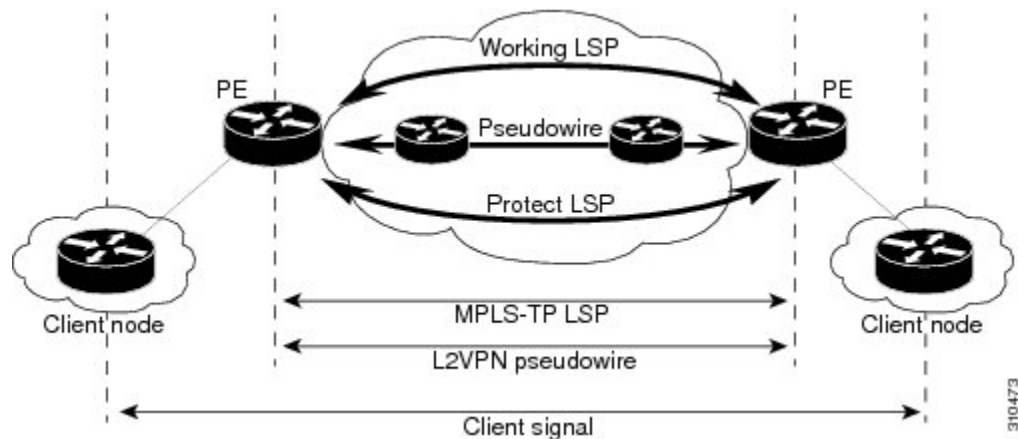 Working LSP
PE
PE
Pseudowire
Protect LSP
Client node
Client node
MPLS-TP LSP
L2VPN pseudowire
Client signal
310473